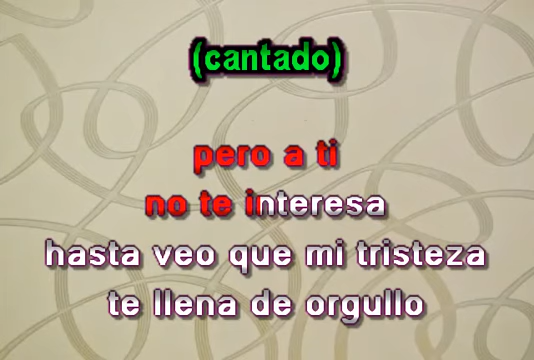 (cantado)
pero a ti
no te interesa
hasta veo que mi tristeza
te llena de orgullo